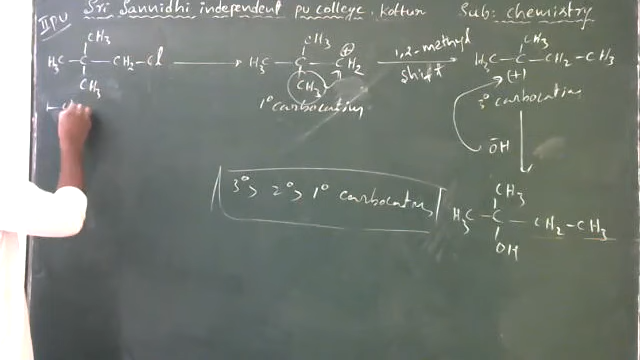 II PU
Sri Sannidhi independent pu college, Kottur
Sub: chemistry
CH3
H3C - C - CH2 - Cl
CH3
CH3
H3C - C - CH2
CH3
1° carbocation
1,2-methyl
shift
CH3
H3C - C - CH2 - CH3
(+)
3° carbocation
OH
3° > 2° > 1° carbocation
CH3
H3C - C - CH2 - CH3
OH